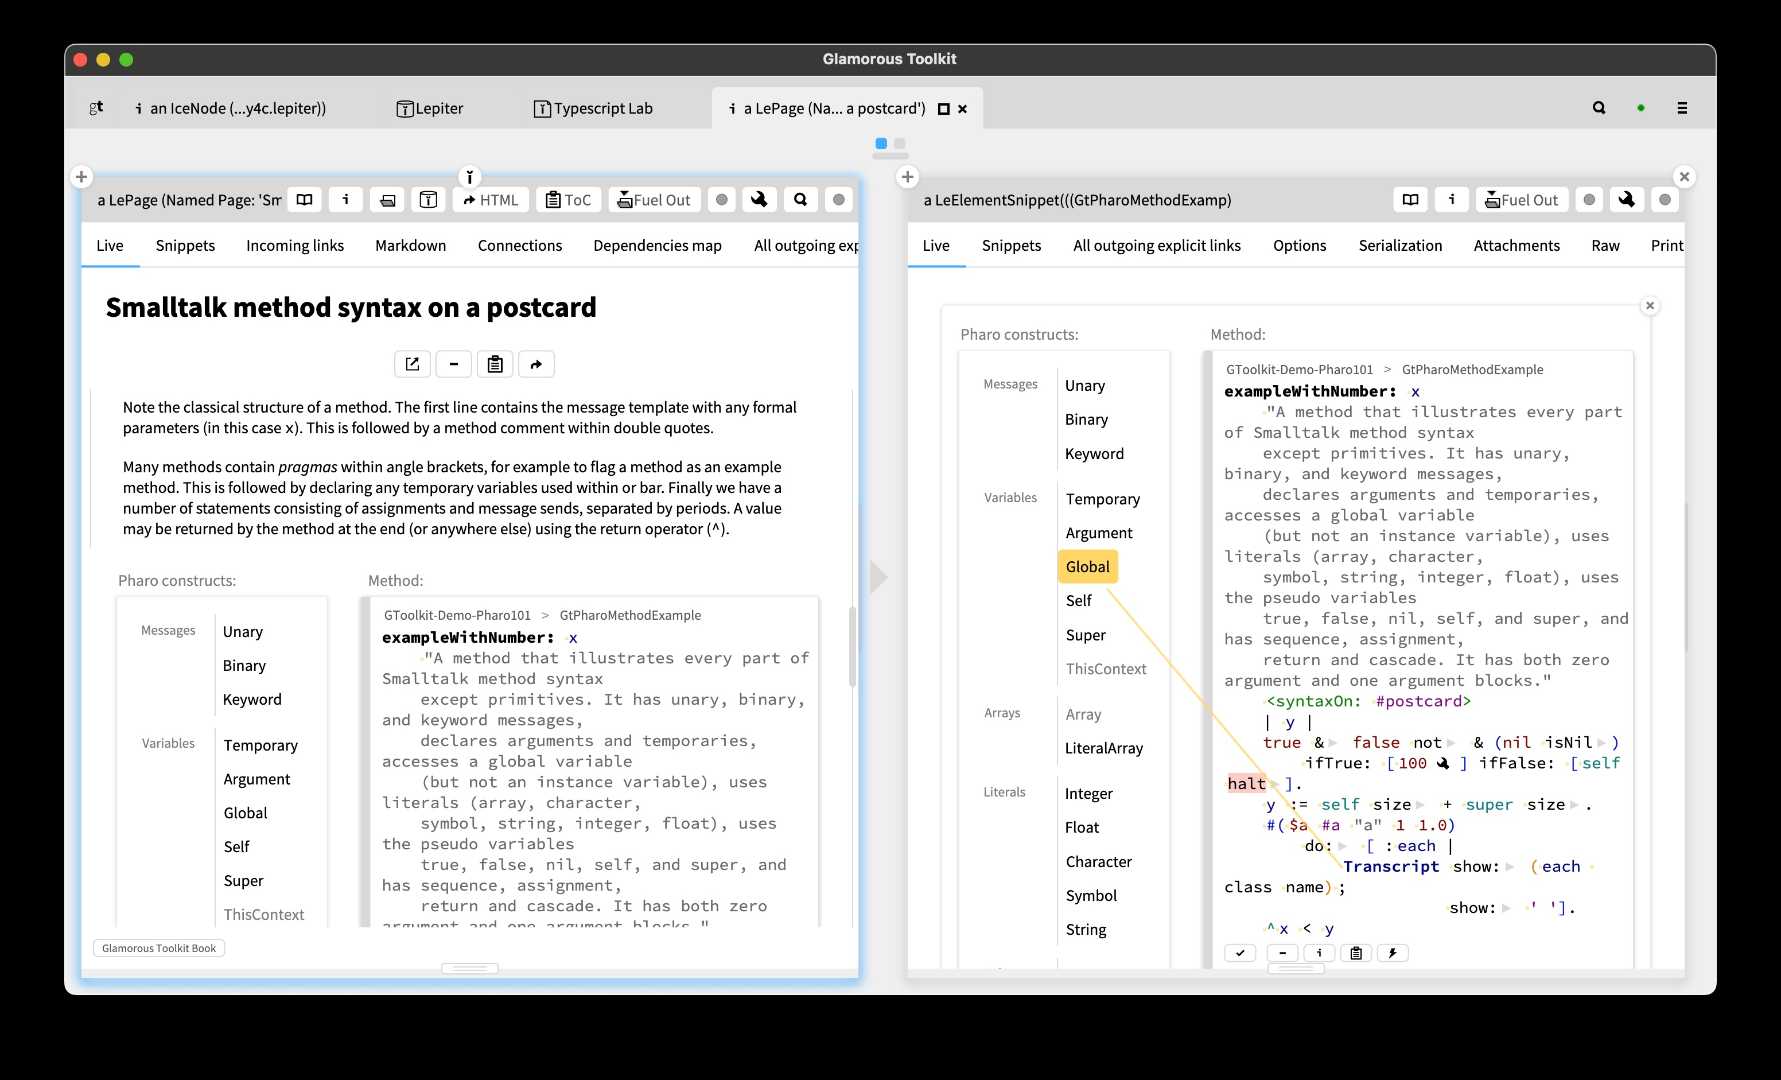 Glamorous Toolkit
gt
i an IceNode (...y4c.lepiter))
Lepiter
Typescript Lab
i a LePage (Na... a postcard')
a LePage (Named Page: 'Sm
i
HTML
ToC
Fuel Out
Live Snippets Incoming links Markdown Connections Dependencies map All outgoing exp
Smalltalk method syntax on a postcard
Note the classical structure of a method. The first line contains the message template with any formal
parameters (in this case x). This is followed by a method comment within double quotes.
Many methods contain pragmas within angle brackets, for example to flag a method as an example
method. This is followed by declaring any temporary variables used within or bar. Finally we have a
number of statements consisting of assignments and message sends, separated by periods. A value
may be returned by the method at the end (or anywhere else) using the return operator (^).
Pharo constructs:
Messages
Unary
Binary
Keyword
Variables
Temporary
Argument
Global
Self
Super
ThisContext
Method:
GToolkit-Demo-Pharo101 > GtPharoMethodExample
exampleWithNumber: x
"A method that illustrates every part of
Smalltalk method syntax
except primitives. It has unary, binary,
and keyword messages,
declares arguments and temporaries,
accesses a global variable
(but not an instance variable), uses
literals (array, character,
symbol, string, integer, float), uses
the pseudo variables
true, false, nil, self, and super, and
has sequence, assignment,
return and cascade. It has both zero
argument and one argument blocks."
Glamorous Toolkit Book
a LeElementSnippet(((GtPharoMethodExamp)
i
Fuel Out
Live Snippets All outgoing explicit links Options Serialization Attachments Raw Print
Pharo constructs:
Messages
Unary
Binary
Keyword
Variables
Temporary
Argument
Global
Self
Super
ThisContext
Arrays
Array
LiteralArray
Literals
Integer
Float
Character
Symbol
String
Method:
GToolkit-Demo-Pharo101 > GtPharoMethodExample
exampleWithNumber: x
"A method that illustrates every part
of Smalltalk method syntax
except primitives. It has unary,
binary, and keyword messages,
declares arguments and temporaries,
accesses a global variable
(but not an instance variable), uses
literals (array, character,
symbol, string, integer, float), uses
the pseudo variables
true, false, nil, self, and super, and
has sequence, assignment,
return and cascade. It has both zero
argument and one argument blocks."
<syntaxOn: #postcard>
| y |
true & false not & (nil isNil)
ifTrue: [ 100 ] ifFalse: [ self
halt ].
y := self size + super size .
#( $a #a "a" 1 1.0)
do: [ :each |
Transcript show: (each
class name) ;
show: ' '].
^ x < y
i